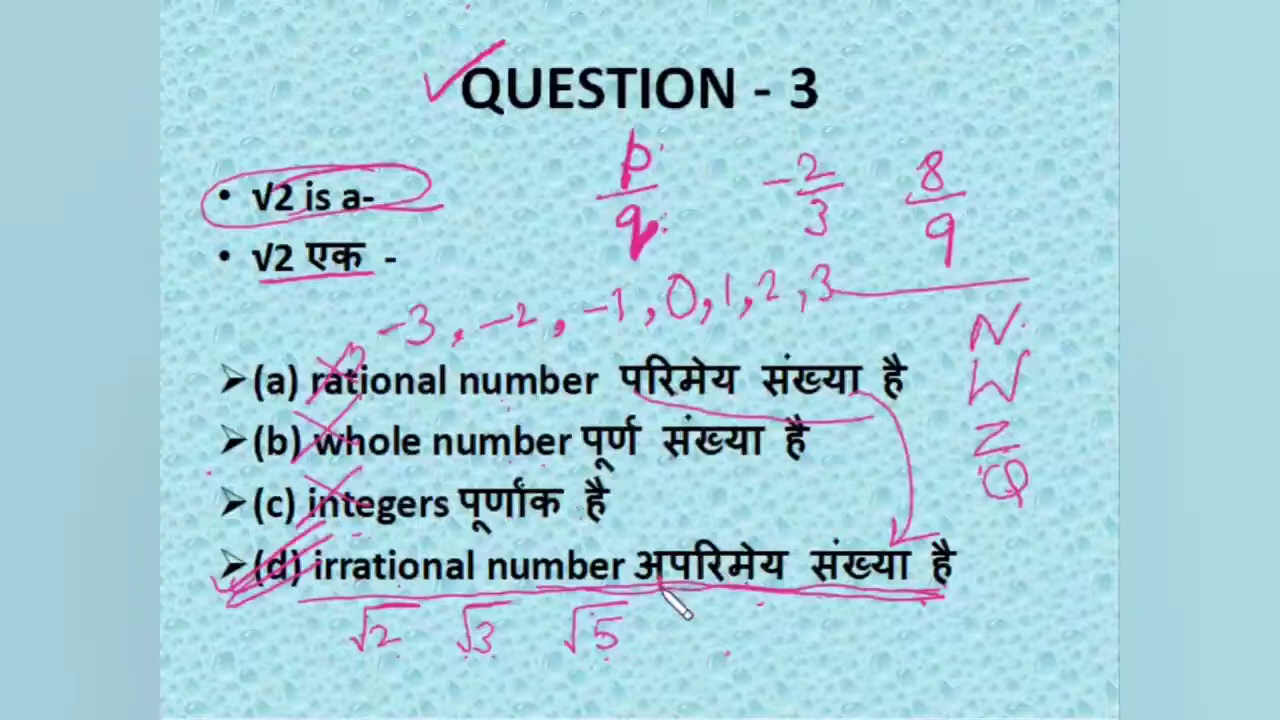 QUESTION - 3
p/q -2/3 8/9
• √2 is a-
• √2 एक -
-3, -2, -1, 0, 1, 2, 3
N
W
Z
Q
(a) rational number परिमेय संख्या है
(b) whole number पूर्ण संख्या है
(c) integers पूर्णांक है
(d) irrational number अपरिमेय संख्या है
√2 √3 √5